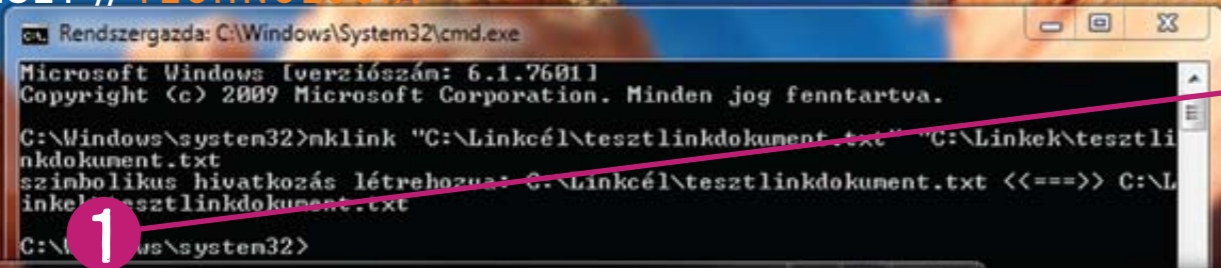 Rendszergazda: C:\Windows\System32\cmd.exe
Microsoft Windows [verziószám: 6.1.7601]
Copyright (c) 2009 Microsoft Corporation. Minden jog fenntartva.
C:\Windows\system32>mklink "C:\Linkcél\tesztlinkdokument.txt" "C:\Linkek\tesztli
nkdokument.txt
szimbolikus hivatkozás létrehozva: C:\Linkcél\tesztlinkdokument.txt <<===>> C:\L
inkek\tesztlinkdokument.txt
1
C:\Windows\system32>